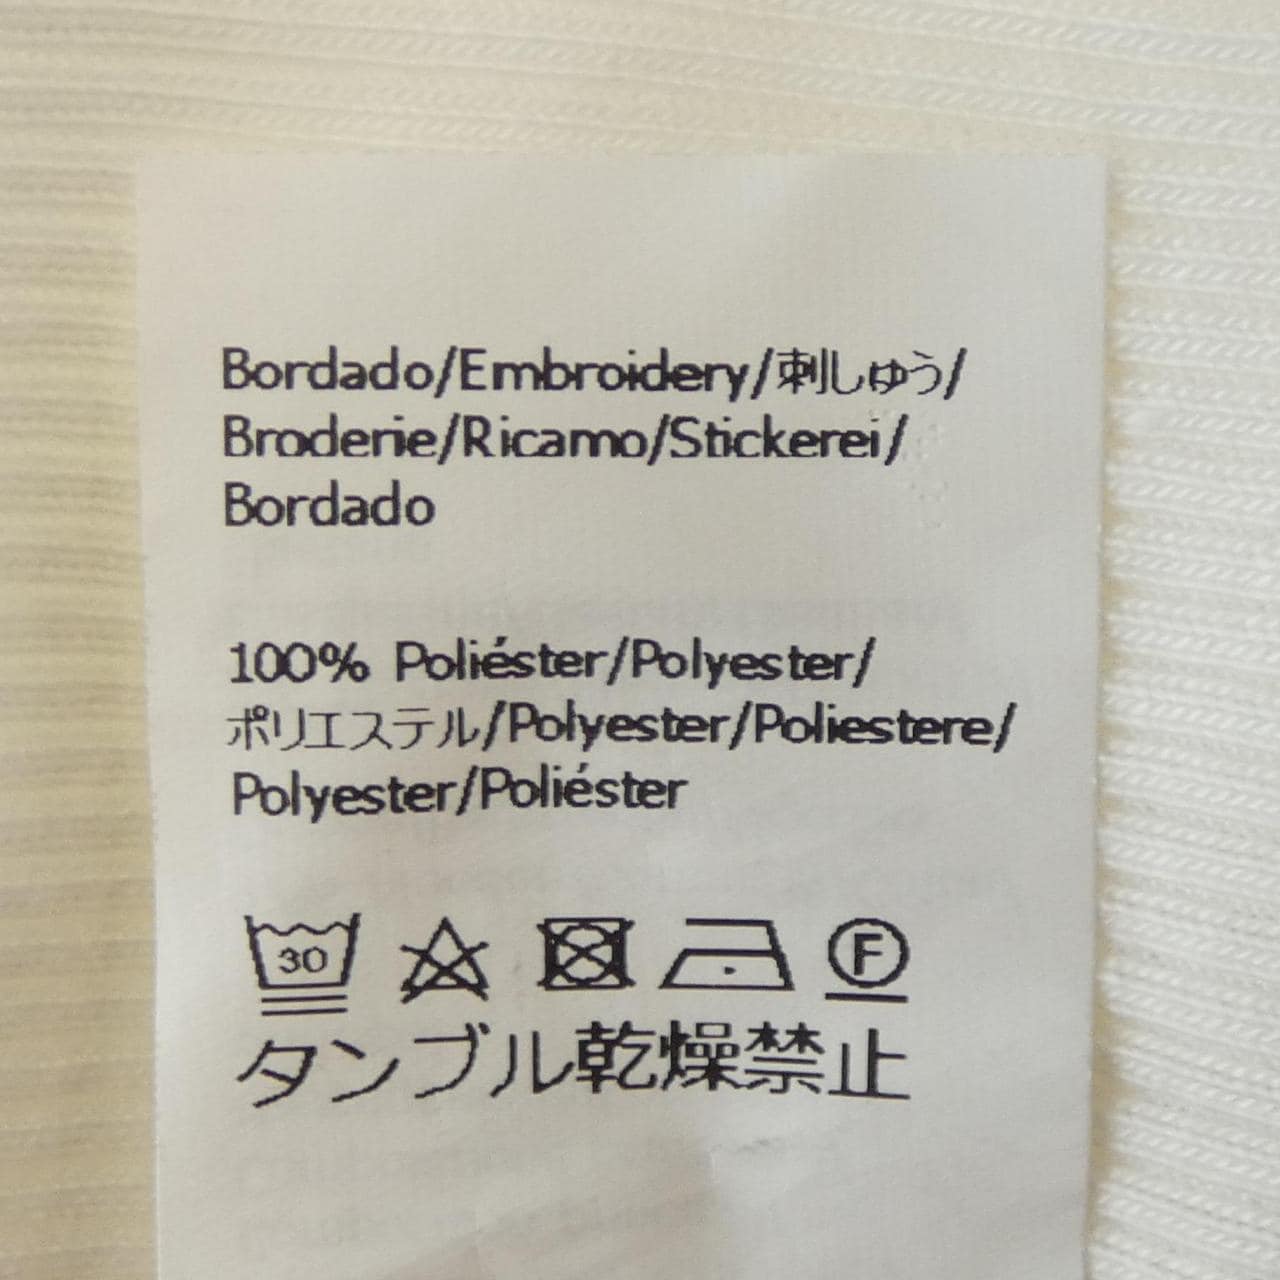 Bordado/Embroidery/刺しゅう/
Broderie/Ricamo/Stickerei/
Bordado
100% Poliéster/Polyester/
ポリエステル/Polyester/Poliestere/
Polyester/Poliéster
30 F
タンブル乾燥禁止